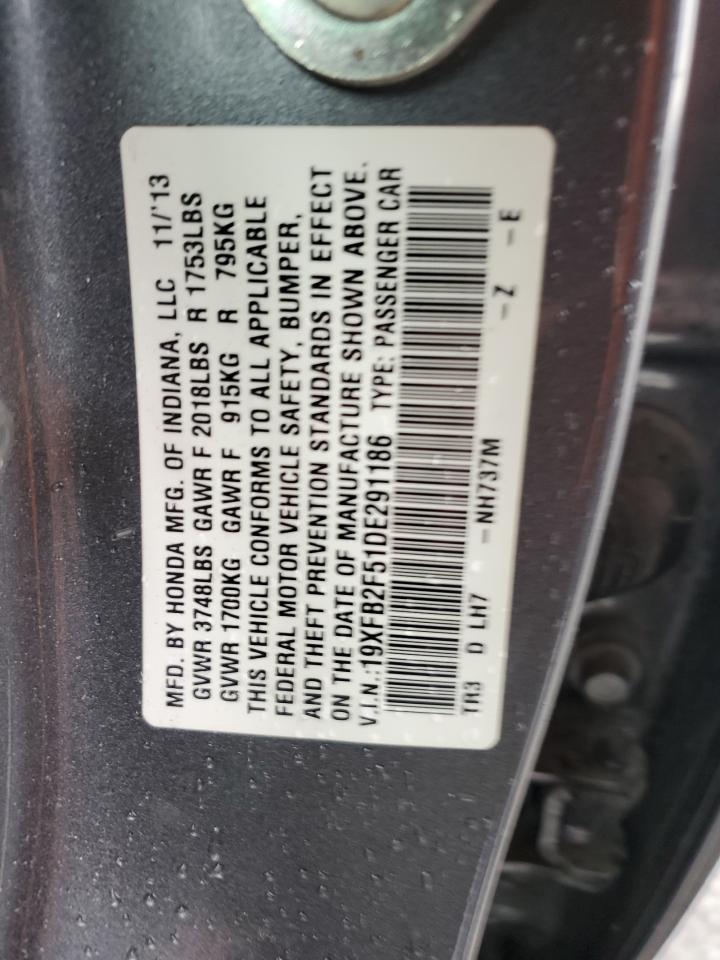 MFD. BY HONDA MFG. OF INDIANA, LLC 11/'13
GVWR 3748LBS GAWR F 2018LBS R 1753LBS
GVWR 1700KG GAWR F 915KG R 795KG
THIS VEHICLE CONFORMS TO ALL APPLICABLE
FEDERAL MOTOR VEHICLE SAFETY, BUMPER,
AND THEFT PREVENTION STANDARDS IN EFFECT
ON THE DATE OF MANUFACTURE SHOWN ABOVE.
V.I.N.:19XFB2F51DE291186 TYPE: PASSENGER CAR
TR3 D LH7 -NH737M -Z -E